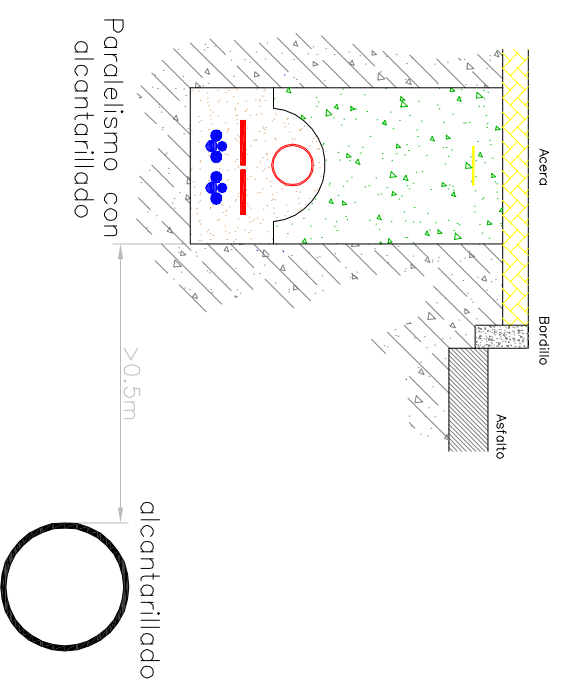 Acera
Bordillo
Asfalto
>0.5m
alcantarillado
Paralelismo con
alcantarillado